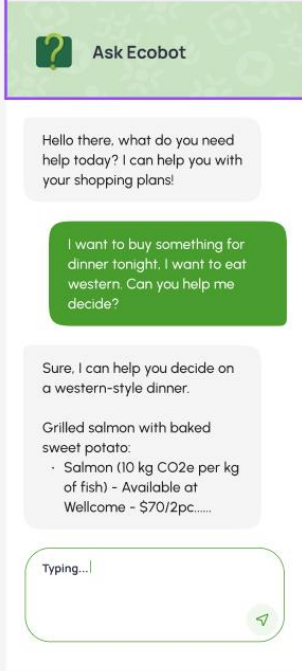 ?
Ask Ecobot
Hello there, what do you need
help today? I can help you with
your shopping plans!
I want to buy something for
dinner tonight, I want to eat
western. Can you help me
decide?
Sure, I can help you decide on
a western-style dinner.
Grilled salmon with baked
sweet potato:
· Salmon (10 kg CO2e per kg
of fish) - Available at
Wellcome - $70/2pc......
Typing...